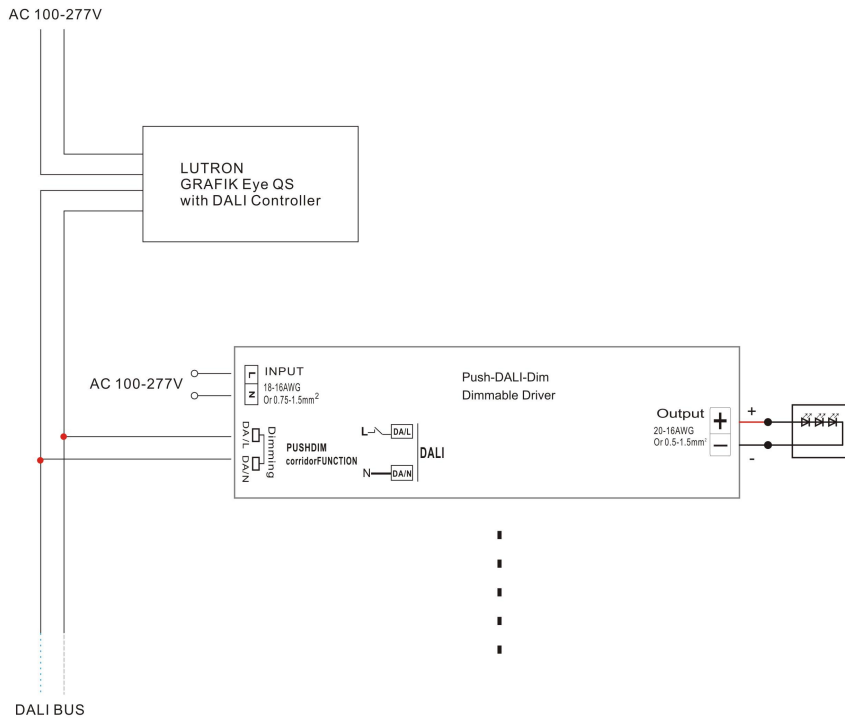 AC 100-277V
LUTRON
GRAFIK Eye QS
with DALI Controller
AC 100-277V
L
N
INPUT
18-16AWG
Or 0.75-1.5mm²
Push-DALI-Dim
Dimmable Driver
DA/L DA/N
Dimming
PUSHDIM
corridorFUNCTION
L DA/L
N DA/N
DALI
Output
20-16AWG
Or 0.5-1.5mm²
+
−
+
-
DALI BUS